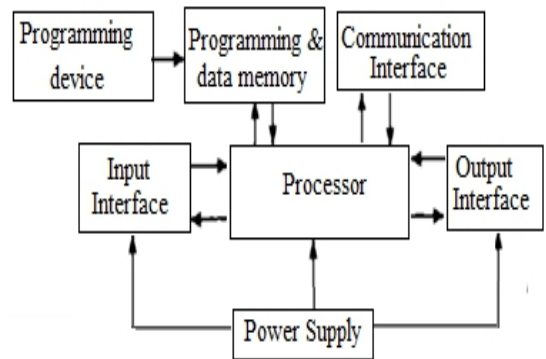 Programming
device
Programming &
data memory
Communication
Interface
Input
Interface
Processor
Output
Interface
Power Supply